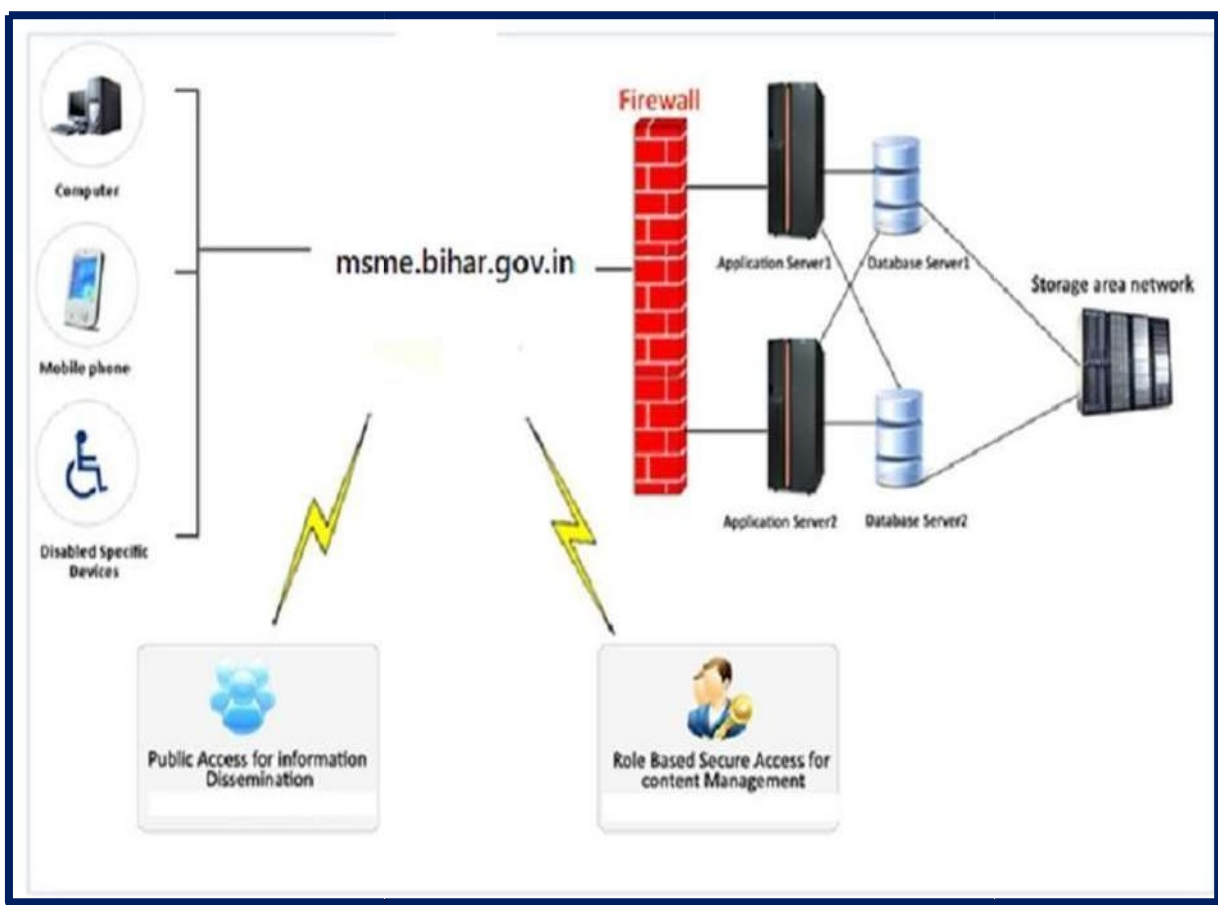 Computer
Mobile phone
Disabled Specific
Devices
msme.bihar.gov.in
Firewall
Application Server1
Database Server1
Storage area network
Application Server2
Database Server2
Public Access for information
Dissemination
Role Based Secure Access for
content Management